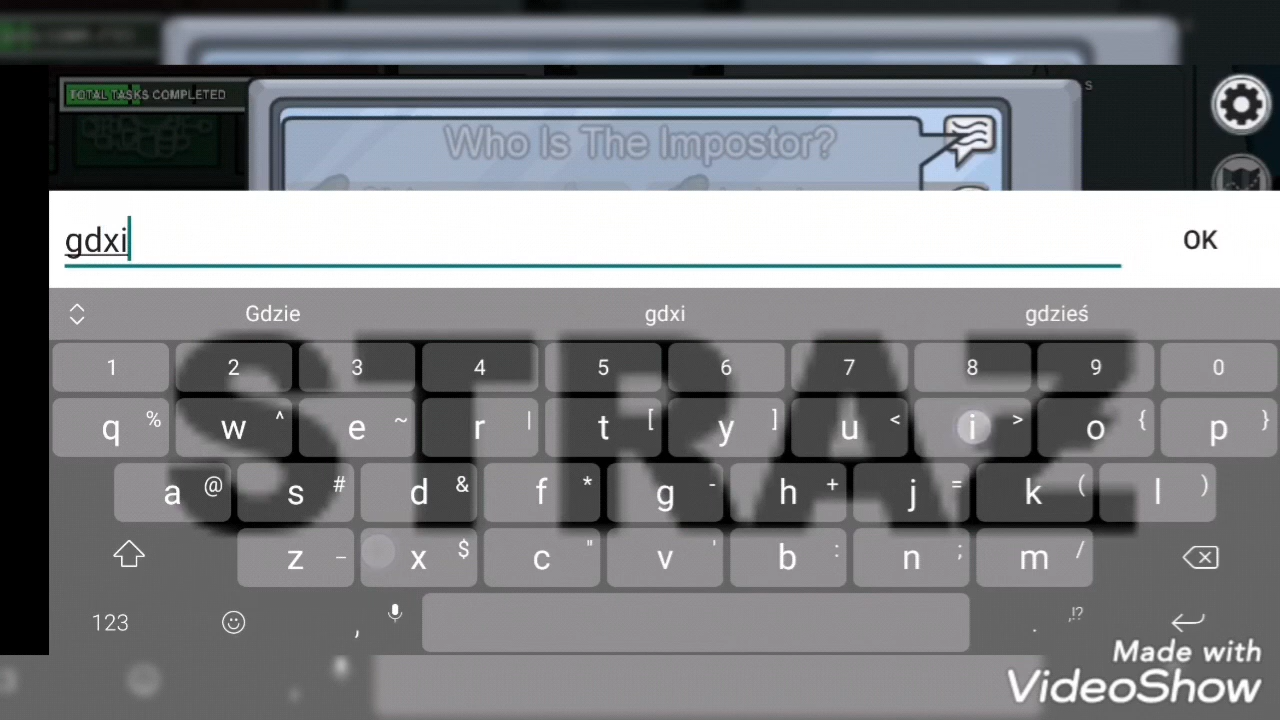 TOTAL TASKS COMPLETED
s
Who Is The Impostor?
gdxi
OK
Gdzie gdxi gdzieś
STRAZ
1 2 3 4 5 6 7 8 9 0
q % w ^ e ~ r | t [ y ] u < i > o { p }
a @ s # d & f * g - h + j = k ( l )
z _ x $ c " v ' b : n ; m /
123 , . ,!?
Made with
VideoShow